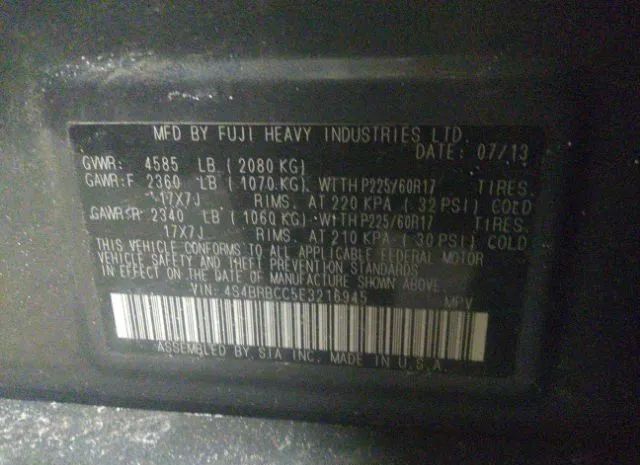 MFD BY FUJI HEAVY INDUSTRIES LTD.
DATE: 07/13
GVWR: 4585 LB (2080 KG)
GAWR:F 2360 LB (1070 KG) WITH P225/60R17 TIRES.
17X7J RIMS. AT 220 KPA (32 PSI) COLD
GAWR:R 2340 LB (1060 KG) WITH P225/60R17 TIRES.
17X7J RIMS. AT 210 KPA (30 PSI) COLD
THIS VEHICLE CONFORMS TO ALL APPLICABLE FEDERAL MOTOR
VEHICLE SAFETY AND THEFT PREVENTION STANDARDS
IN EFFECT ON THE DATE OF MANUFACTURE SHOWN ABOVE.
VIN: 4S4BRBCC5E3216945 MPV
ASSEMBLED BY SIA INC. MADE IN U.S.A.